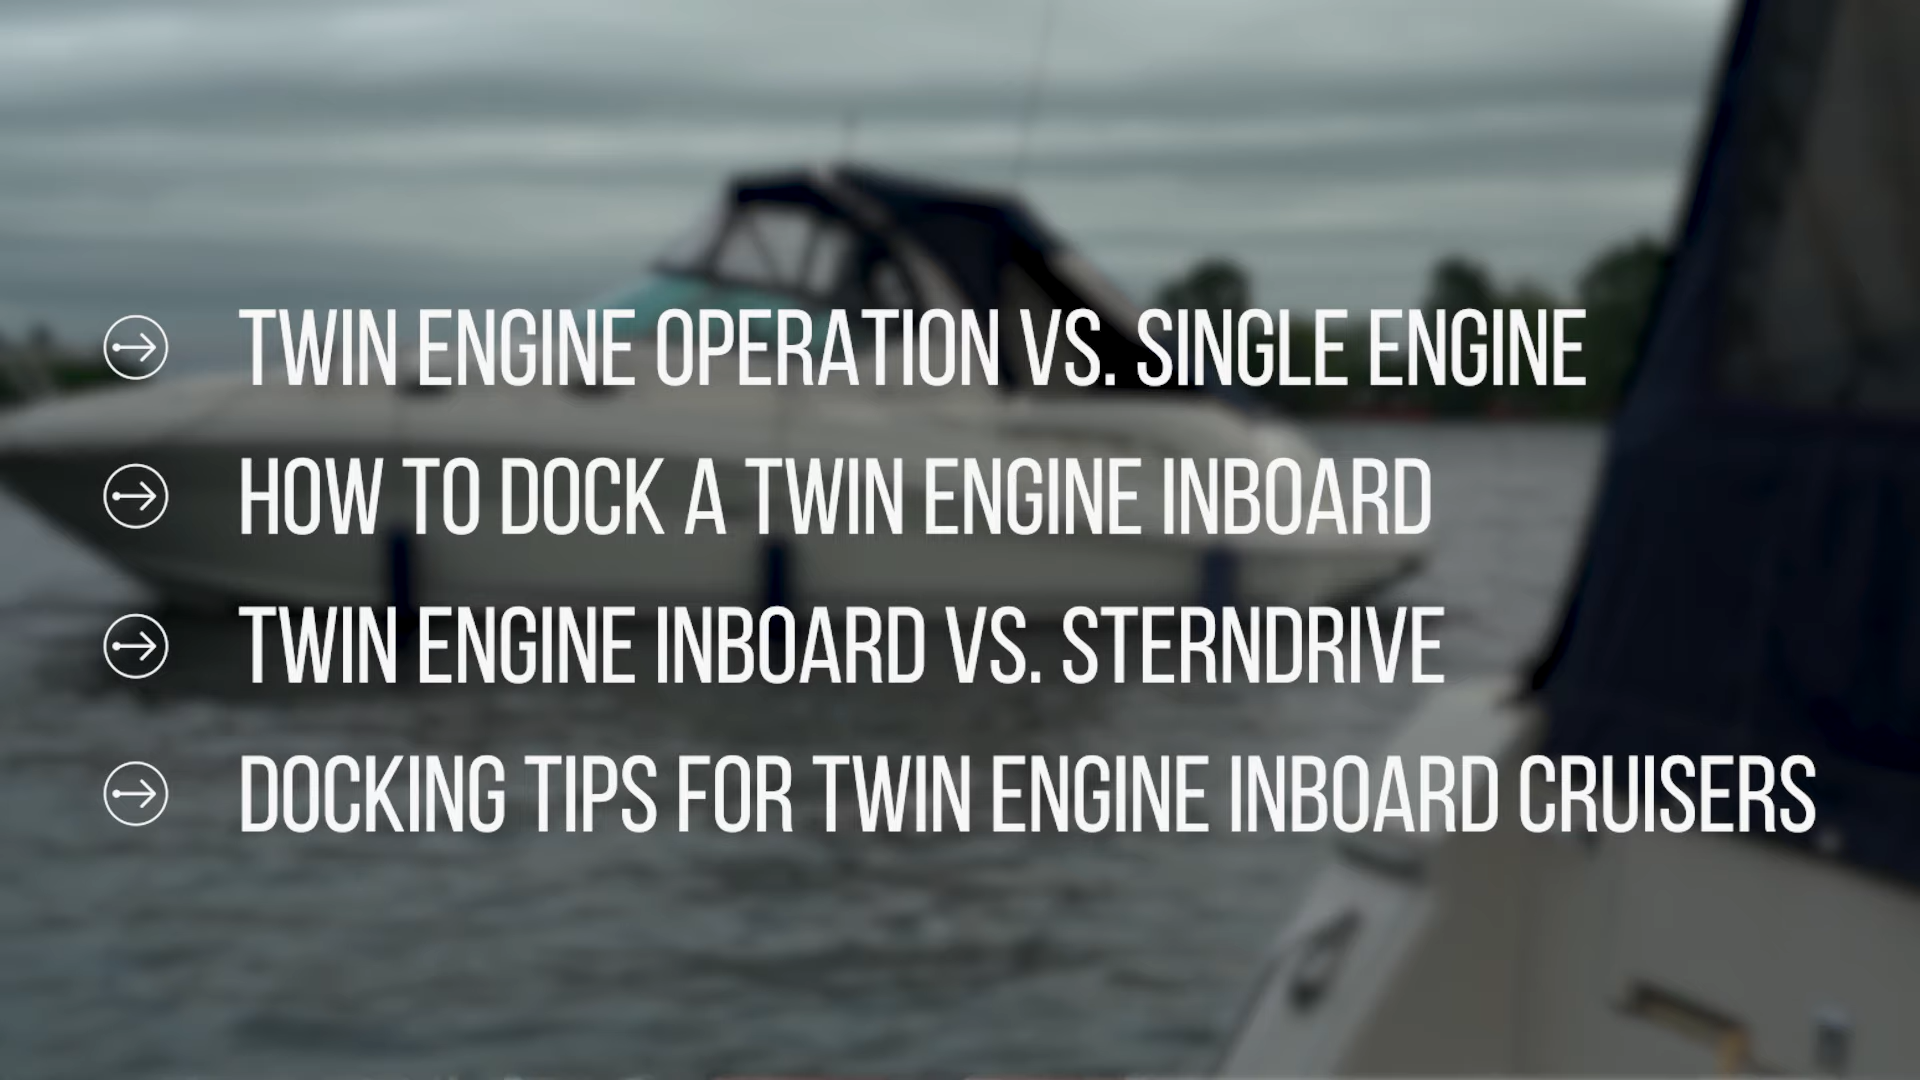 TWIN ENGINE OPERATION VS. SINGLE ENGINE
HOW TO DOCK A TWIN ENGINE INBOARD
TWIN ENGINE INBOARD VS. STERNDRIVE
DOCKING TIPS FOR TWIN ENGINE INBOARD CRUISERS